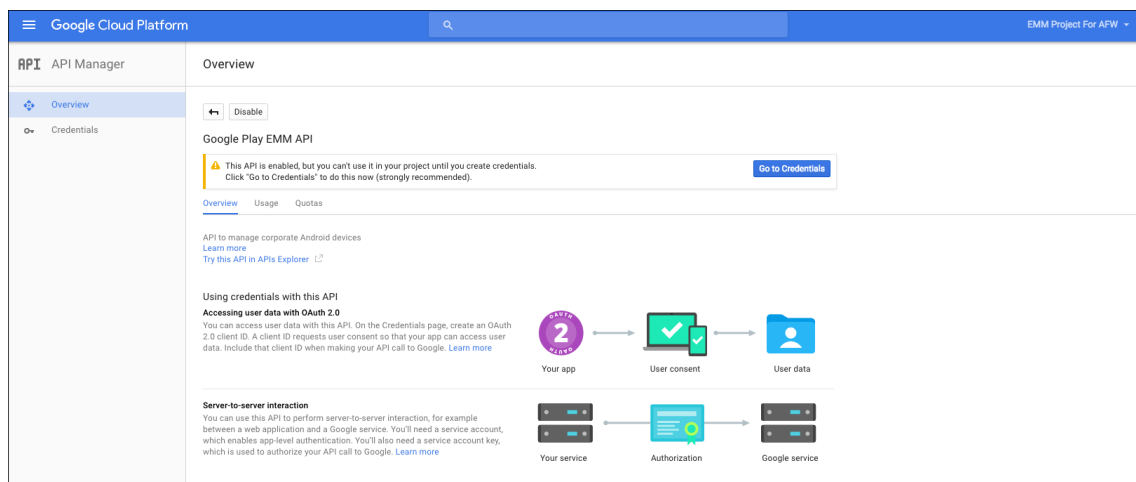 Google Cloud Platform
EMM Project For AFW
API API Manager
Overview
Overview
Credentials
Disable
Google Play EMM API
This API is enabled, but you can't use it in your project until you create credentials.
Click "Go to Credentials" to do this now (strongly recommended).
Go to Credentials
Overview Usage Quotas
API to manage corporate Android devices
Learn more
Try this API in APIs Explorer
Using credentials with this API
Accessing user data with OAuth 2.0
You can access user data with this API. On the Credentials page, create an OAuth
2.0 client ID. A client ID requests user consent so that your app can access user
data. Include that client ID when making your API call to Google. Learn more
OAUTH
2
OAUTH
Your app
User consent
User data
Server-to-server interaction
You can use this API to perform server-to-server interaction, for example
between a web application and a Google service. You'll need a service account,
which enables app-level authentication. You'll also need a service account key,
which is used to authorize your API call to Google. Learn more
Your service
Authorization
Google service